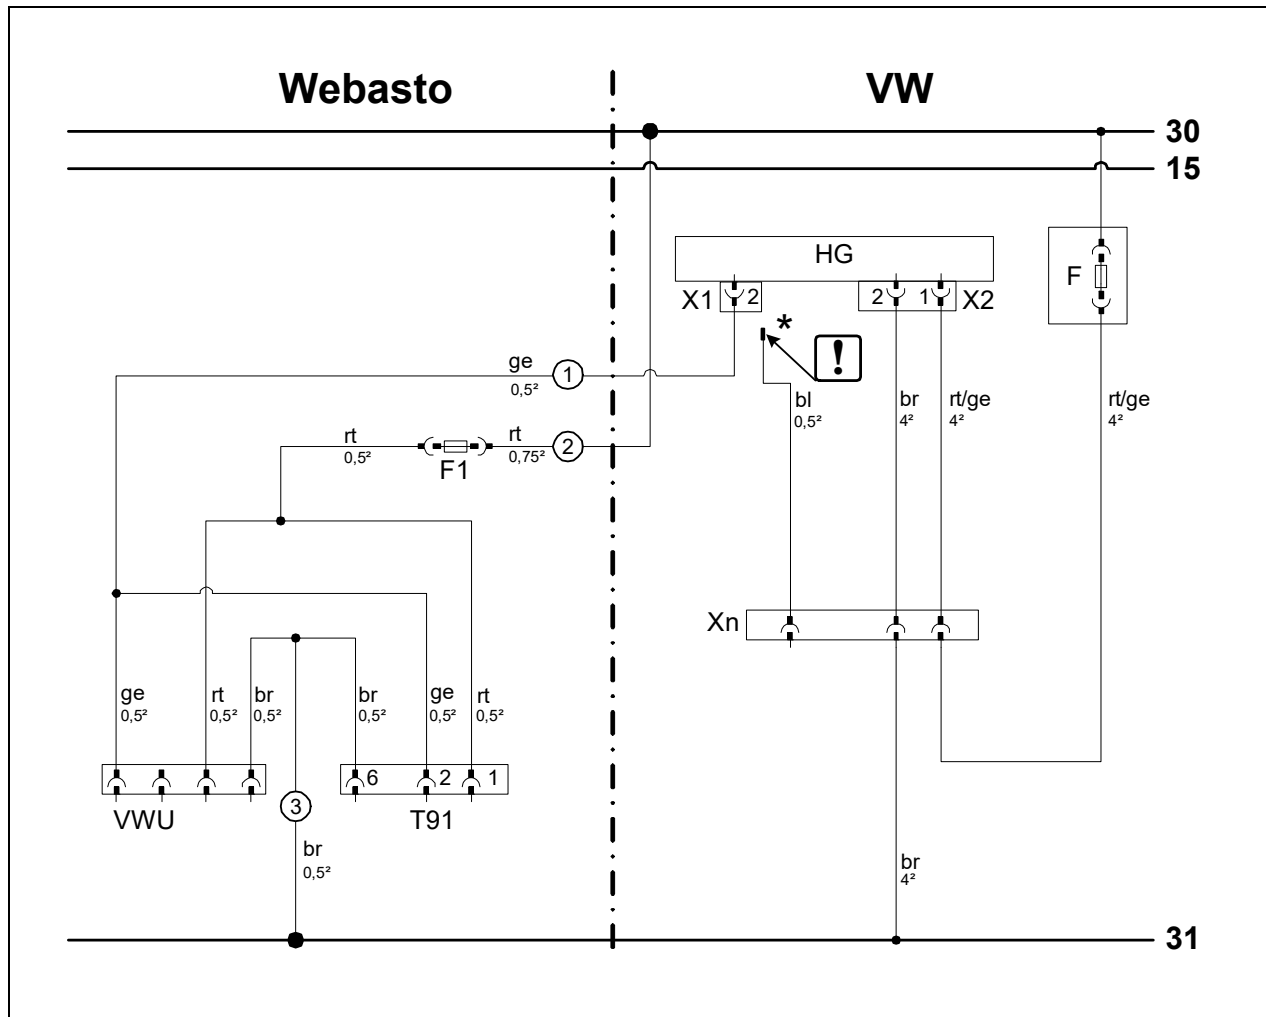 Webasto VW
30
15
HG
F
X1 2 2 1 X2
*
!
ge 1
0,5²
bl br rt/ge rt/ge
0,5² 4² 4² 4²
rt rt 2
0,5² 0,75²
F1
Xn
ge rt br br ge rt
0,5² 0,5² 0,5² 0,5² 0,5² 0,5²
6 2 1
3
VWU T91
br br
0,5² 4²
31